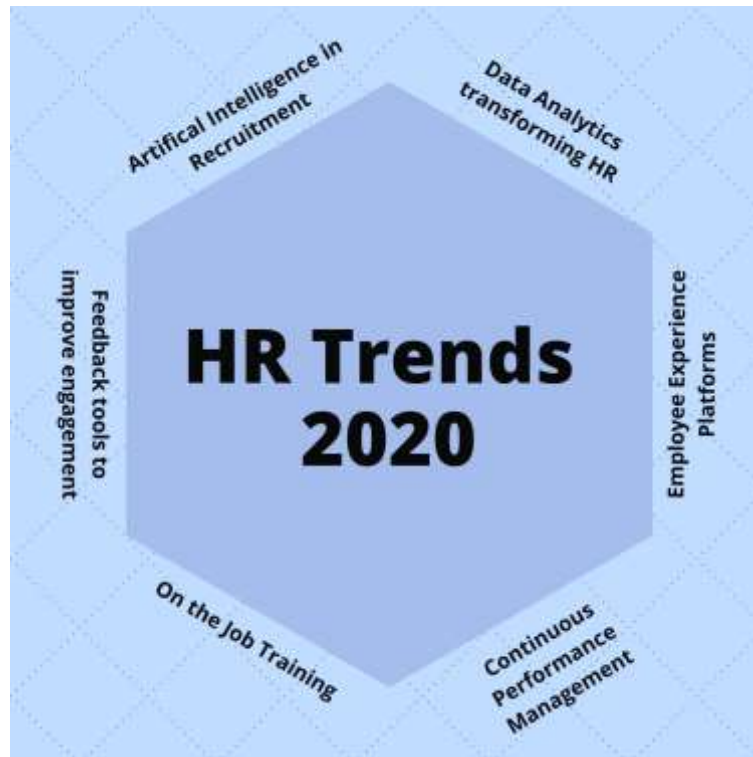 Artifical Intelligence in
Recruitment
Data Analytics
transforming HR
Feedback tools to
improve engagement
HR Trends
2020
Employee Experience
Platforms
On the Job Training
Continuous
Performance
Management